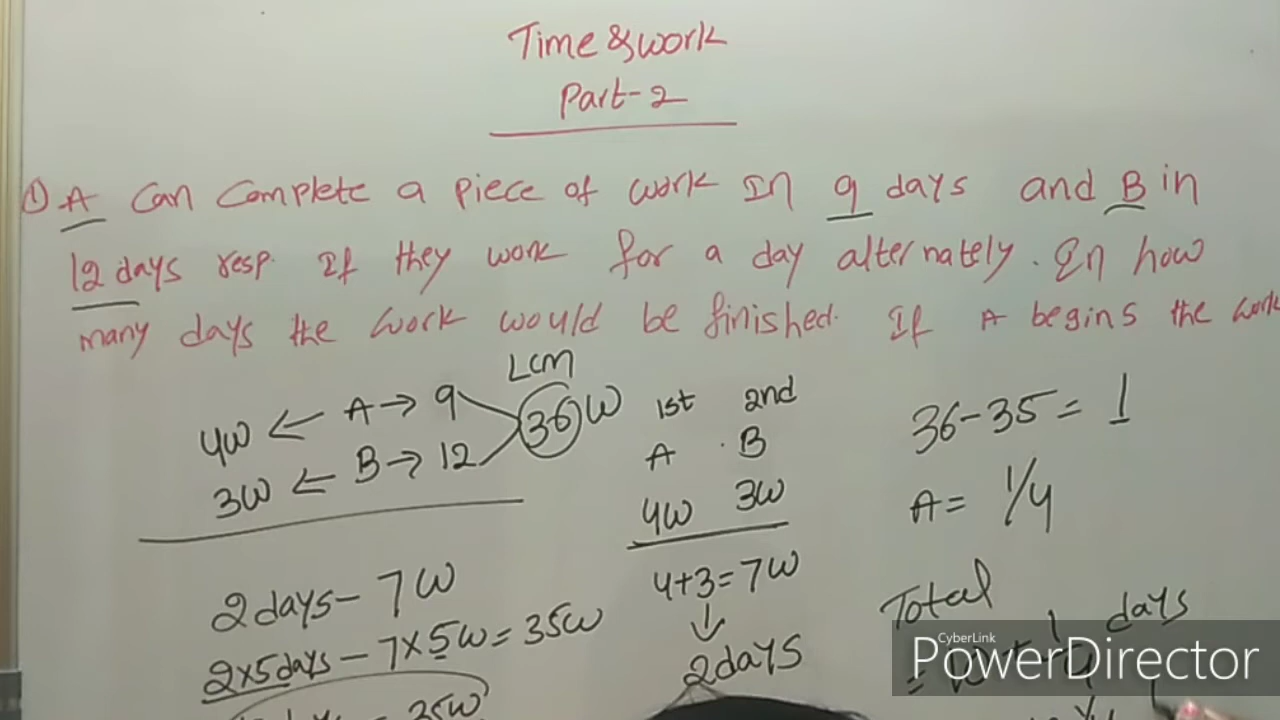 Time & work
Part-2
① A Can Complete a piece of work In 9 days and B in
12 days resp. If they work for a day alternately. In how
many days the work would be finished. If A begins the work
LCM
4W ← A → 9
36 W
3W ← B → 12
1st 2nd
A B
4W 3W
4+3=7W
↓
2days
2days - 7W
2×5days - 7×5W = 35W
35W
36-35 = 1
A = 1/4
Total
days
CyberLink
PowerDirector